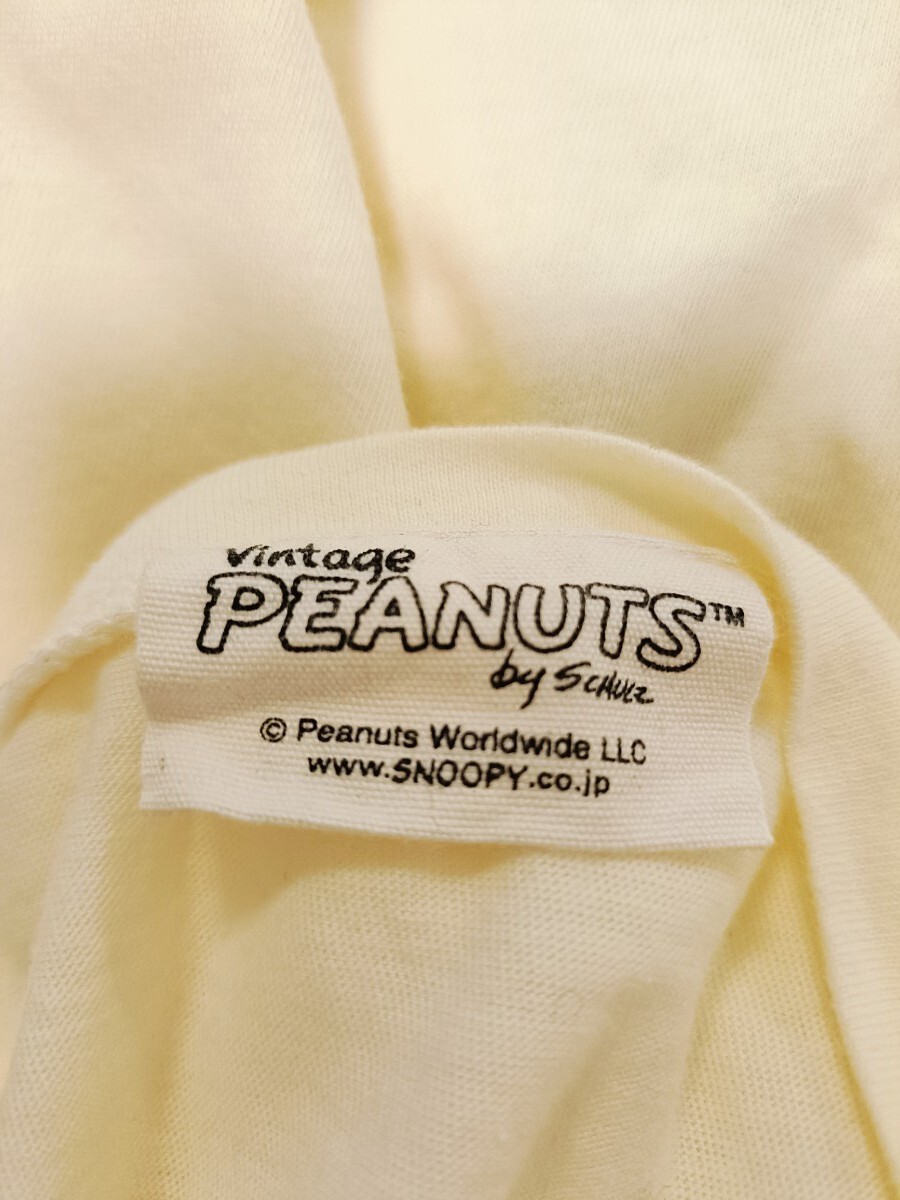 vintage
PEANUTS™
by SCHULZ
© Peanuts Worldwide LLC
www.SNOOPY.co.jp